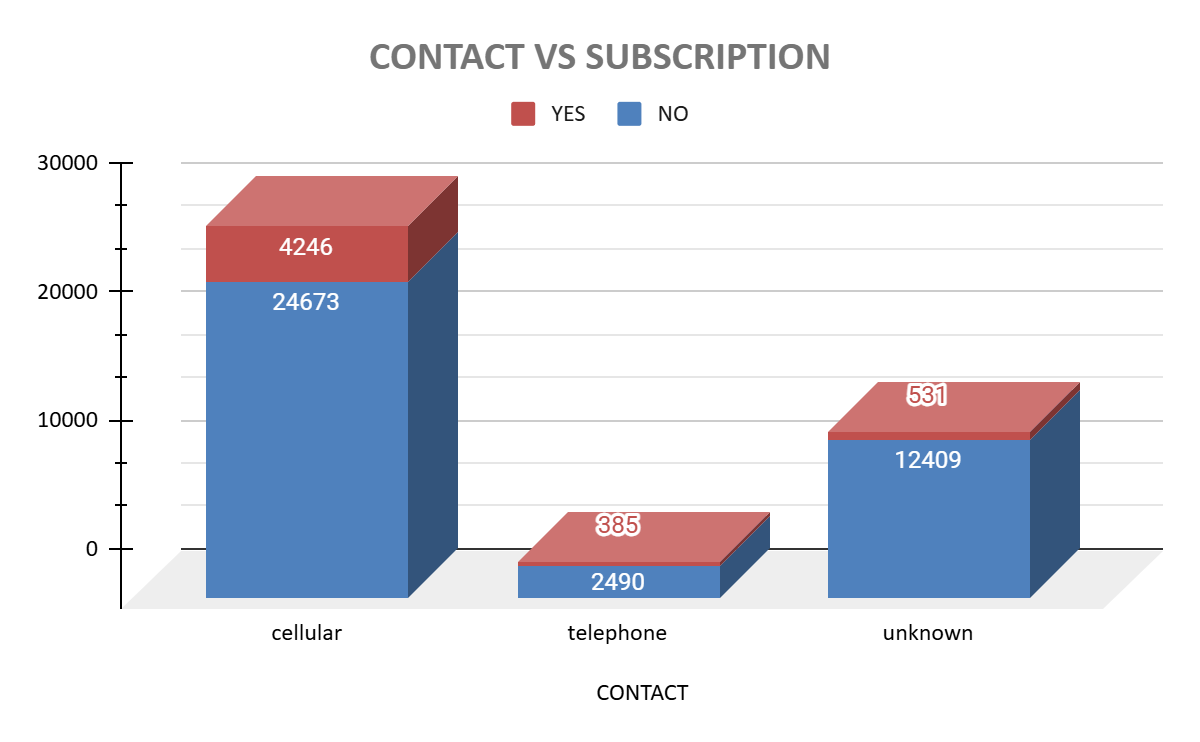 CONTACT VS SUBSCRIPTION
YES NO
30000
20000
10000
0
4246
24673
385
2490
531
12409
cellular telephone unknown
CONTACT